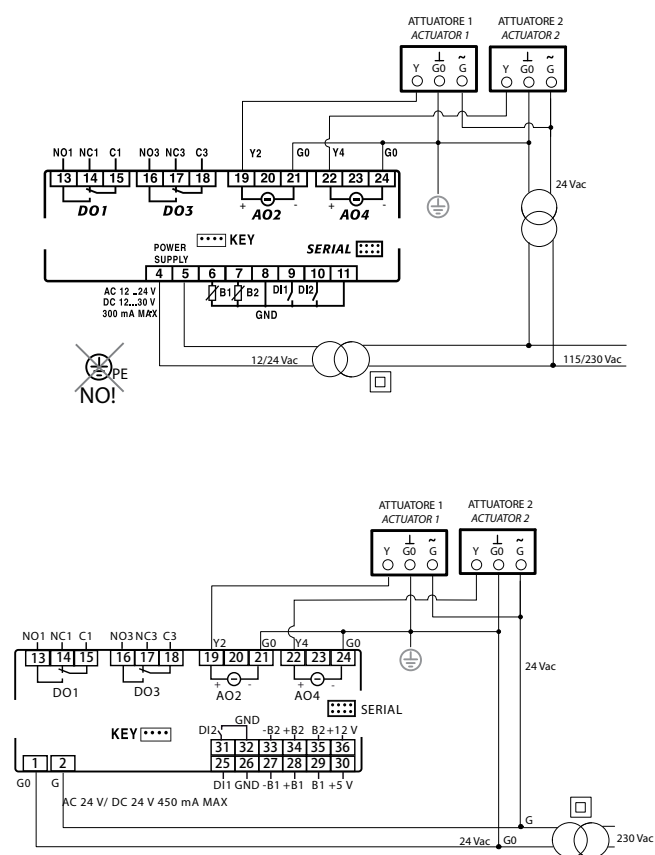 ATTUATORE 1 ATTUATORE 2
ACTUATOR 1 ACTUATOR 2
⊥ ~ ⊥ ~
Y G0 G Y G0 G
NO1 NC1 C1 NO3 NC3 C3 Y2 G0 Y4 G0
13 14 15 16 17 18 19 20 21 22 23 24
24 Vac
+ - + -
DO1 DO3 AO2 AO4
KEY
SERIAL
POWER
SUPPLY
4 5 6 7 8 9 10 11
AC 12 ..24 V
DC 12...30 V
300 mA MAX
B1 B2 DI1 DI2
GND
12/24 Vac 115/230 Vac
PE
NO!
ATTUATORE 1 ATTUATORE 2
ACTUATOR 1 ACTUATOR 2
⊥ ~ ⊥ ~
Y G0 G Y G0 G
NO1 NC1 C1 NO3 NC3 C3 Y2 G0 Y4 G0
13 14 15 16 17 18 19 20 21 22 23 24
24 Vac
+ - + -
DO1 DO3 AO2 AO4
SERIAL
KEY
DI2 GND -B2 +B2 B2 +12 V
31 32 33 34 35 36
1 2 25 26 27 28 29 30
G0 G DI1 GND -B1 +B1 B1 +5 V
AC 24 V/ DC 24 V 450 mA MAX
G
24 Vac G0 230 Vac